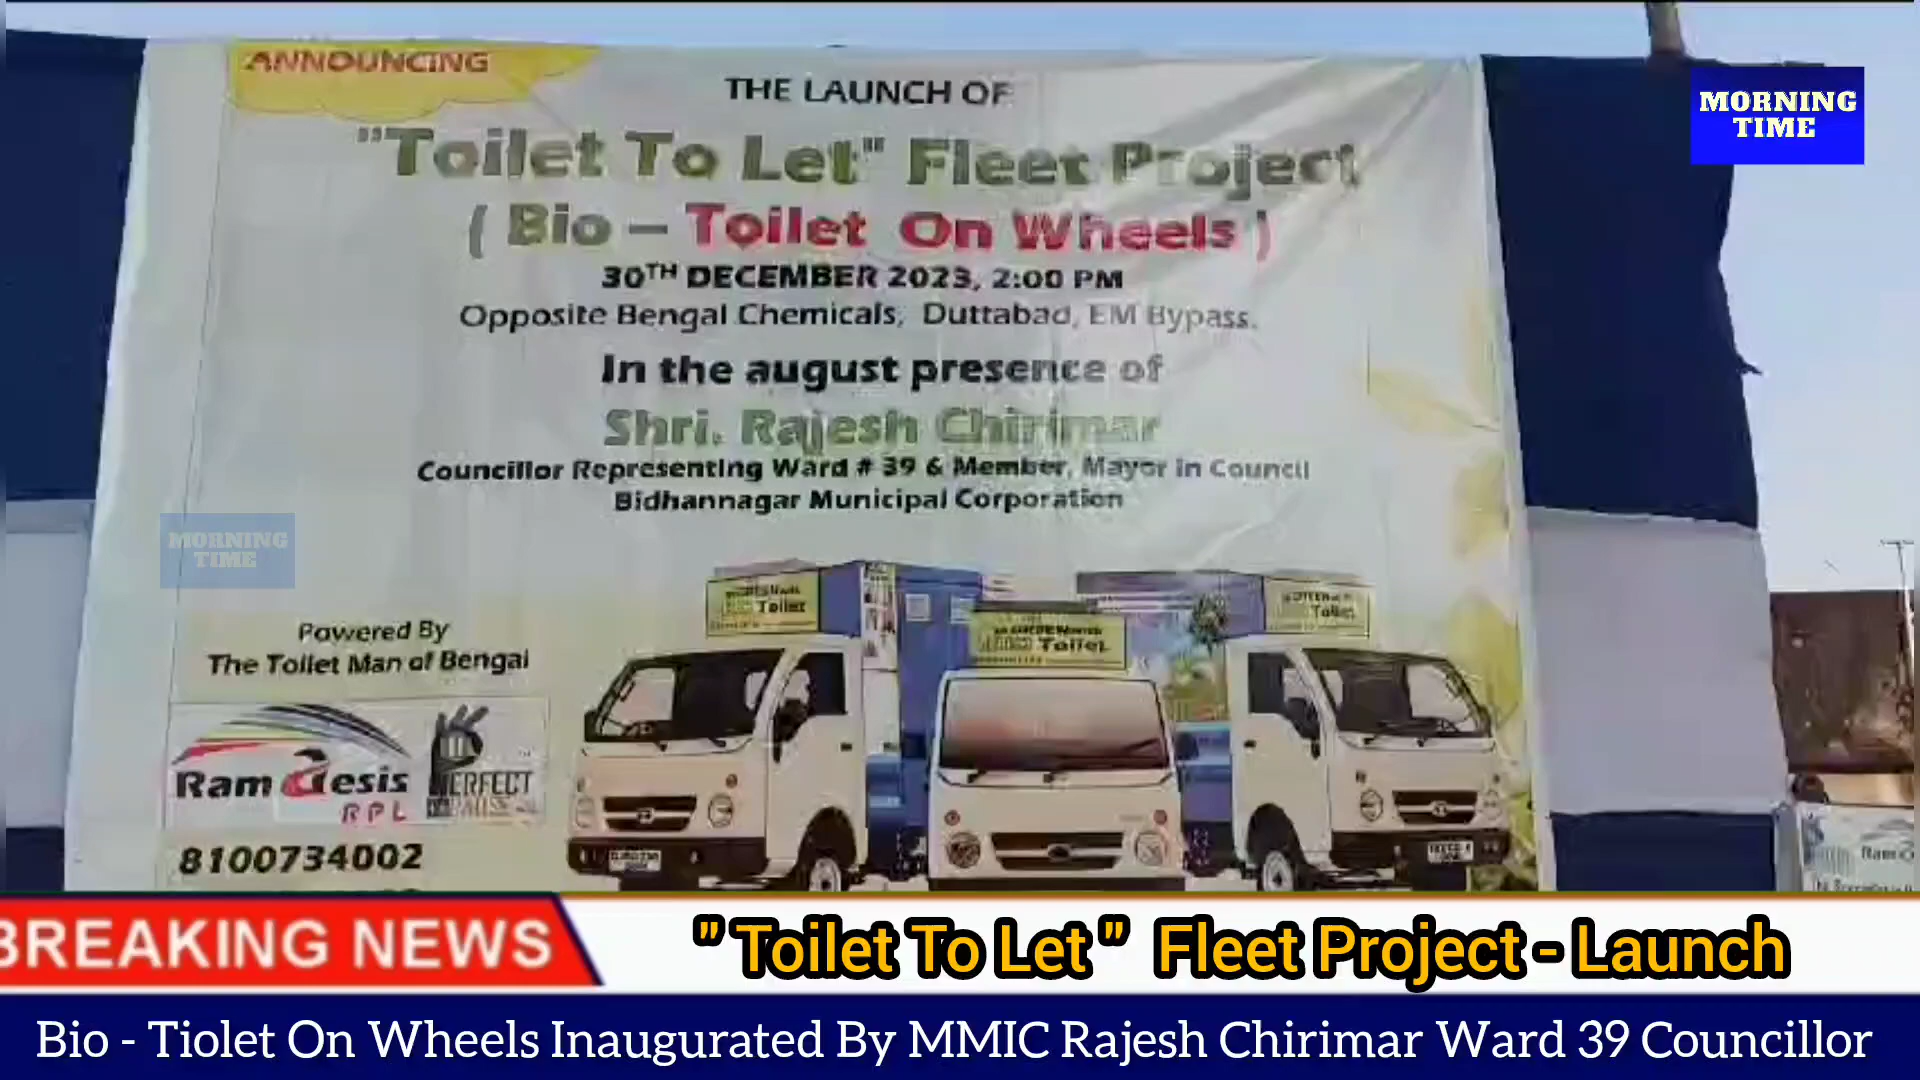 ANNOUNCING
THE LAUNCH OF
"Toilet To Let" Fleet Project
( Bio – Toilet On Wheels )
30TH DECEMBER 2023, 2:00 PM
Opposite Bengal Chemicals, Duttabad, EM Bypass.
In the august presence of
Shri. Rajesh Chirimar
Councillor Representing Ward # 39 & Member, Mayor in Council
Bidhannagar Municipal Corporation
MORNING
TIME
MORNING
TIME
Powered By
The Toilet Man of Bengal
Toilet
Toilet
Toilet
Ramdesis
RPL
PERFECT
8100734002
BREAKING NEWS
" Toilet To Let " Fleet Project - Launch
Bio - Tiolet On Wheels Inaugurated By MMIC Rajesh Chirimar Ward 39 Councillor